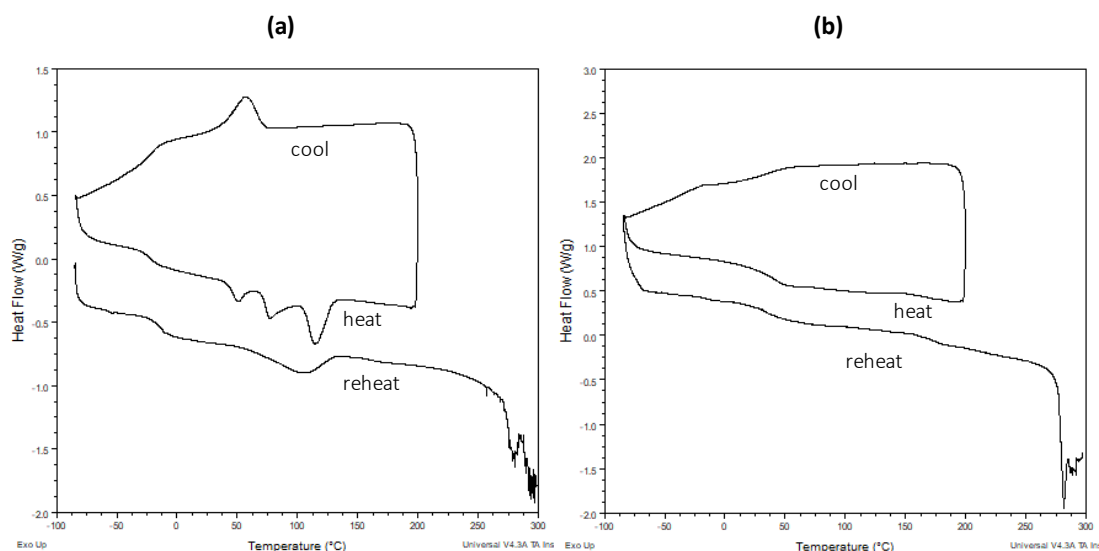 (a)
1.5
1.0
0.5
0.0
-0.5
-1.0
-1.5
-2.0
Heat Flow (W/g)
cool
heat
reheat
-100
-50
0
50
100
150
200
250
300
Exo Up
Temperature (°C)
Universal V4.3A TA Ins
(b)
3.0
2.5
2.0
1.5
1.0
0.5
0.0
-0.5
-1.0
-1.5
-2.0
Heat Flow (W/g)
cool
heat
reheat
-100
-50
0
50
100
150
200
250
300
Exo Up
Temperature (°C)
Universal V4.3A TA Ins